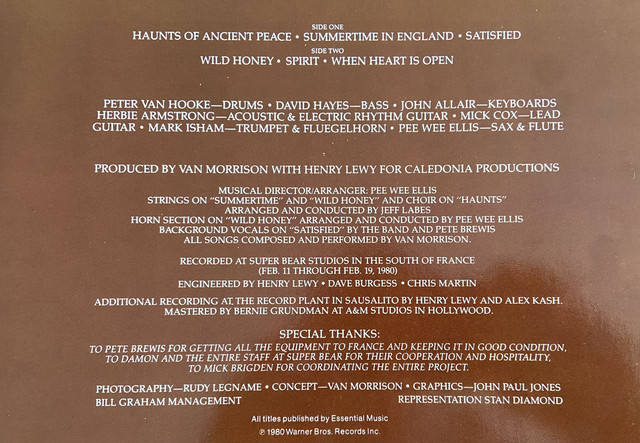 SIDE ONE
HAUNTS OF ANCIENT PEACE • SUMMERTIME IN ENGLAND • SATISFIED
SIDE TWO
WILD HONEY • SPIRIT • WHEN HEART IS OPEN
PETER VAN HOOKE—DRUMS • DAVID HAYES—BASS • JOHN ALLAIR—KEYBOARDS
HERBIE ARMSTRONG—ACOUSTIC & ELECTRIC RHYTHM GUITAR • MICK COX—LEAD
GUITAR • MARK ISHAM—TRUMPET & FLUEGELHORN • PEE WEE ELLIS—SAX & FLUTE
PRODUCED BY VAN MORRISON WITH HENRY LEWY FOR CALEDONIA PRODUCTIONS
MUSICAL DIRECTOR/ARRANGER: PEE WEE ELLIS
STRINGS ON "SUMMERTIME" AND "WILD HONEY" AND CHOIR ON "HAUNTS"
ARRANGED AND CONDUCTED BY JEFF LABES
HORN SECTION ON "WILD HONEY" ARRANGED AND CONDUCTED BY PEE WEE ELLIS
BACKGROUND VOCALS ON "SATISFIED" BY THE BAND AND PETE BREWIS
ALL SONGS COMPOSED AND PERFORMED BY VAN MORRISON.
RECORDED AT SUPER BEAR STUDIOS IN THE SOUTH OF FRANCE
(FEB. 11 THROUGH FEB. 19, 1980)
ENGINEERED BY HENRY LEWY • DAVE BURGESS • CHRIS MARTIN
ADDITIONAL RECORDING AT THE RECORD PLANT IN SAUSALITO BY HENRY LEWY AND ALEX KASH.
MASTERED BY BERNIE GRUNDMAN AT A&M STUDIOS IN HOLLYWOOD.
SPECIAL THANKS:
TO PETE BREWIS FOR GETTING ALL THE EQUIPMENT TO FRANCE AND KEEPING IT IN GOOD CONDITION,
TO DAMON AND THE ENTIRE STAFF AT SUPER BEAR FOR THEIR COOPERATION AND HOSPITALITY,
TO MICK BRIGDEN FOR COORDINATING THE ENTIRE PROJECT.
PHOTOGRAPHY—RUDY LEGNAME • CONCEPT—VAN MORRISON • GRAPHICS—JOHN PAUL JONES
BILL GRAHAM MANAGEMENT REPRESENTATION STAN DIAMOND
All titles published by Essential Music
℗ 1980 Warner Bros. Records Inc.